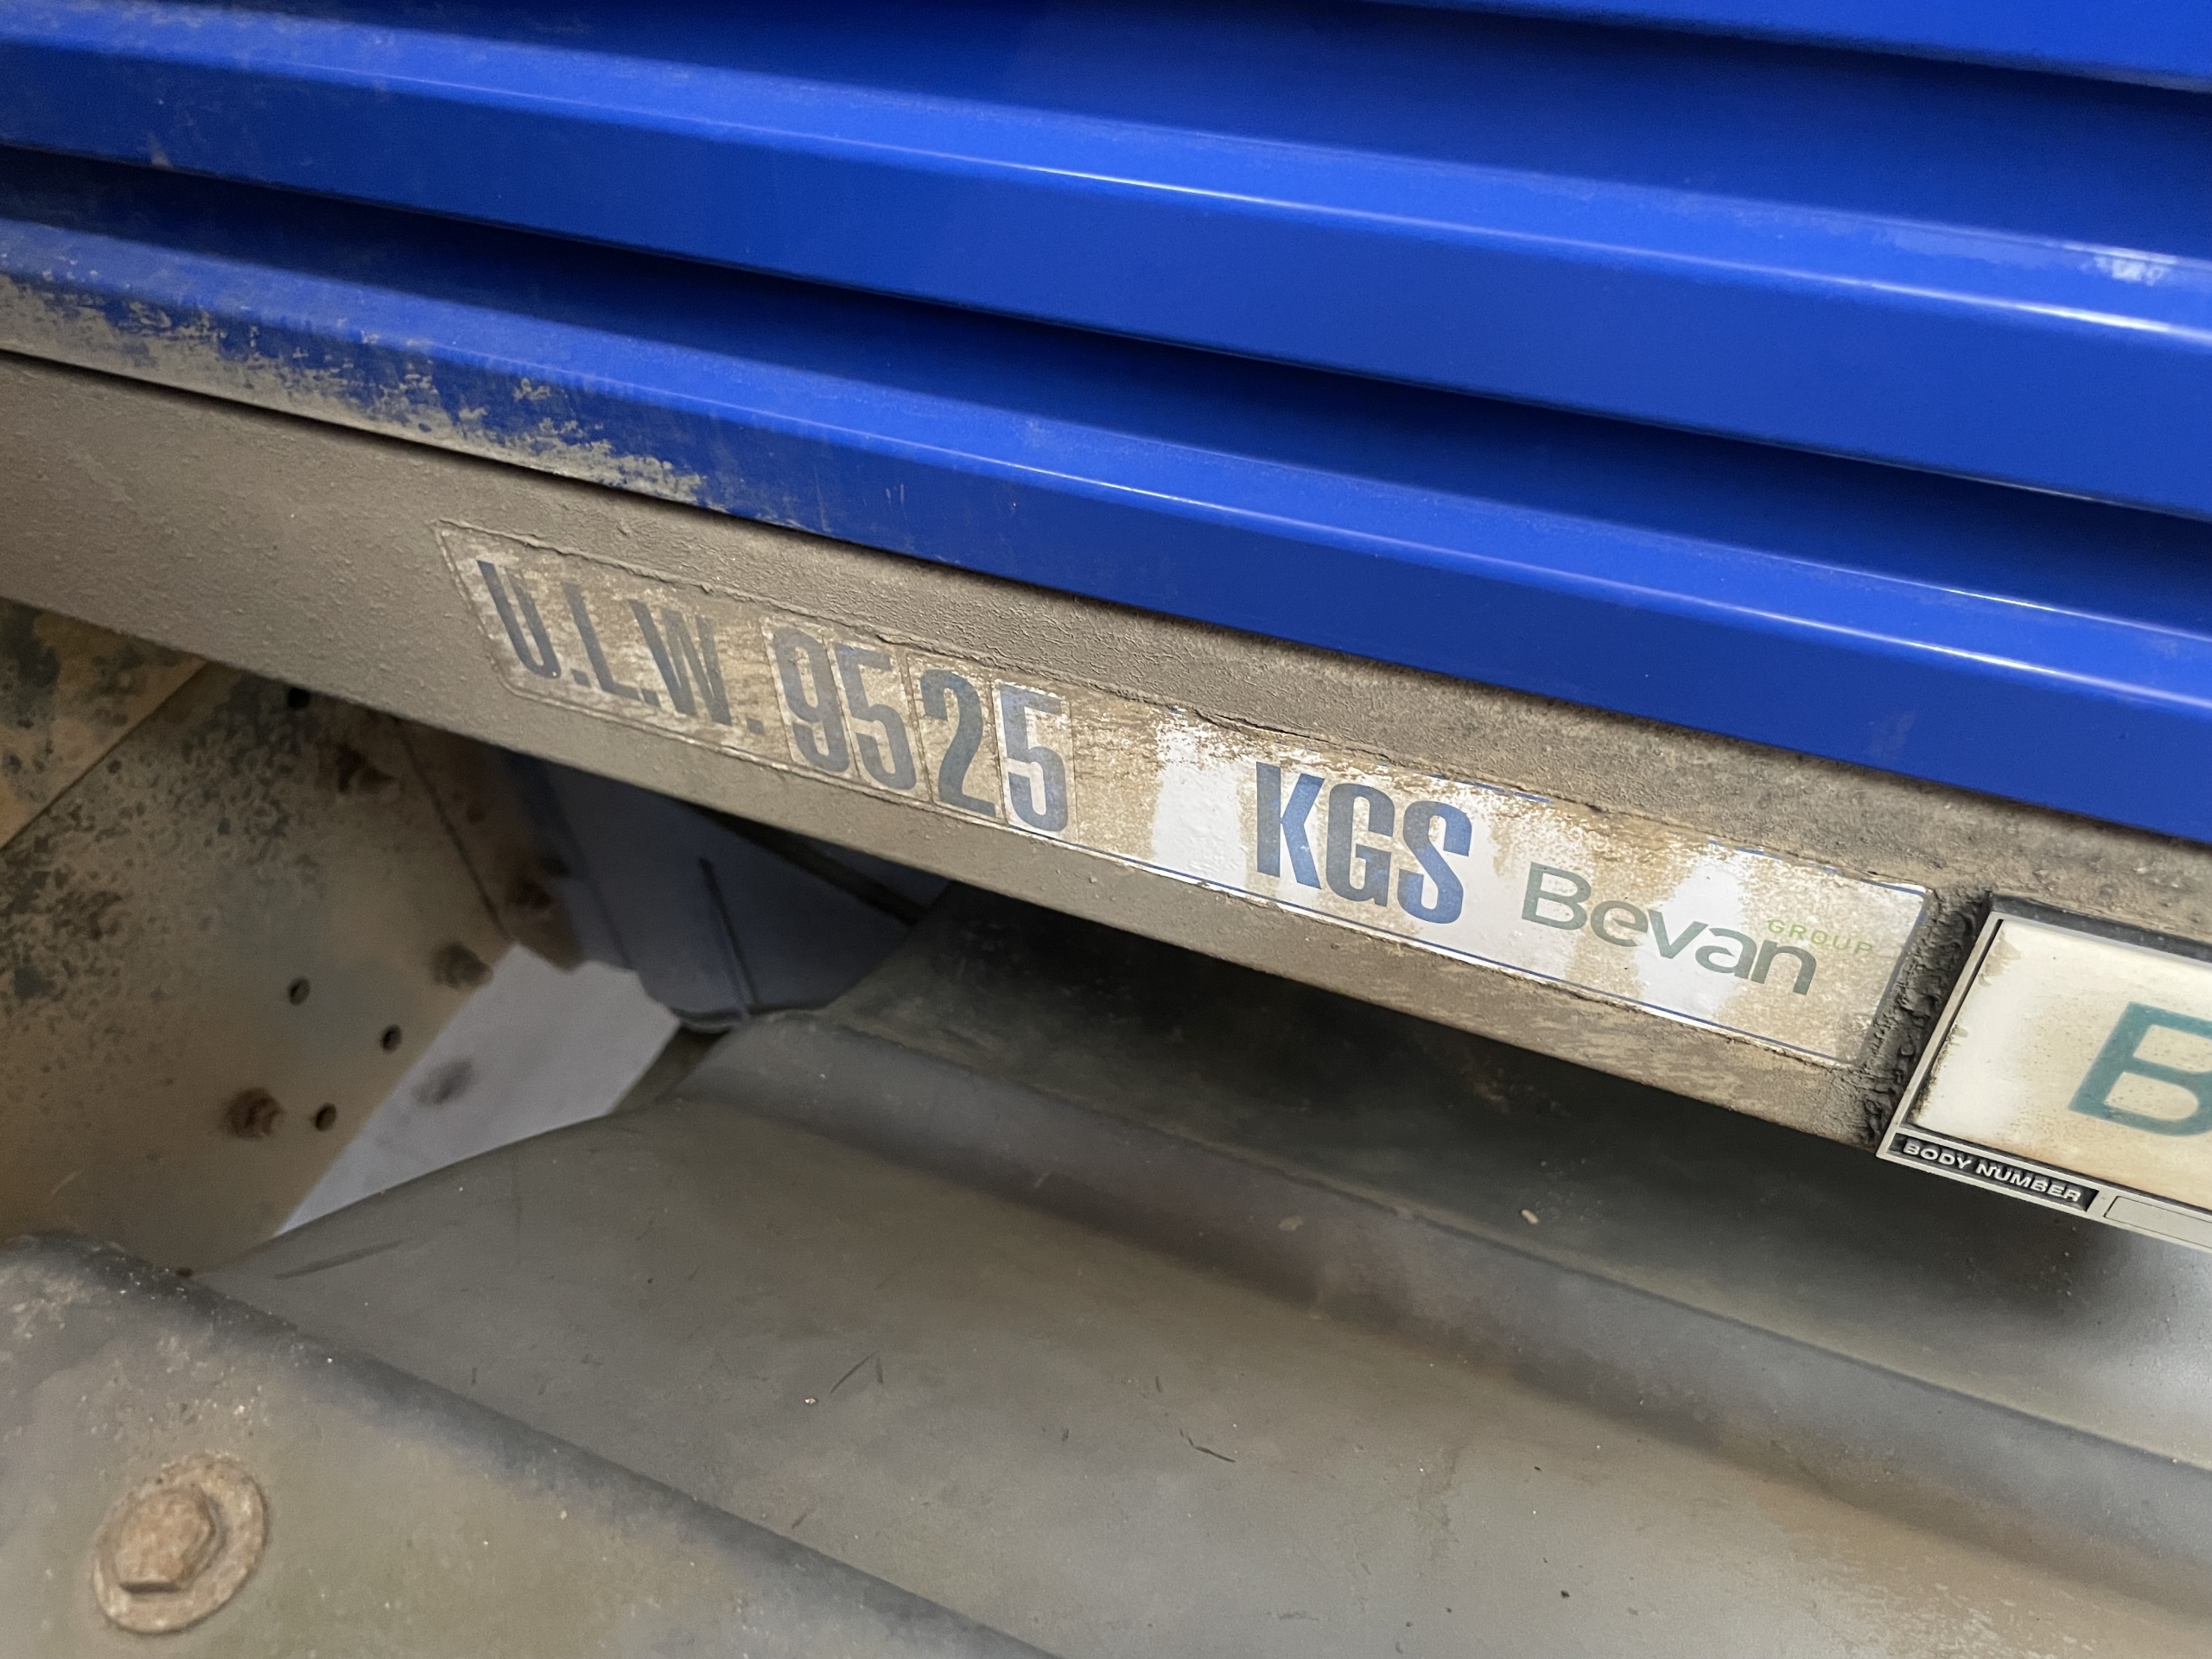 U.L.W. 9525 KGS Bevan GROUP
B
BODY NUMBER